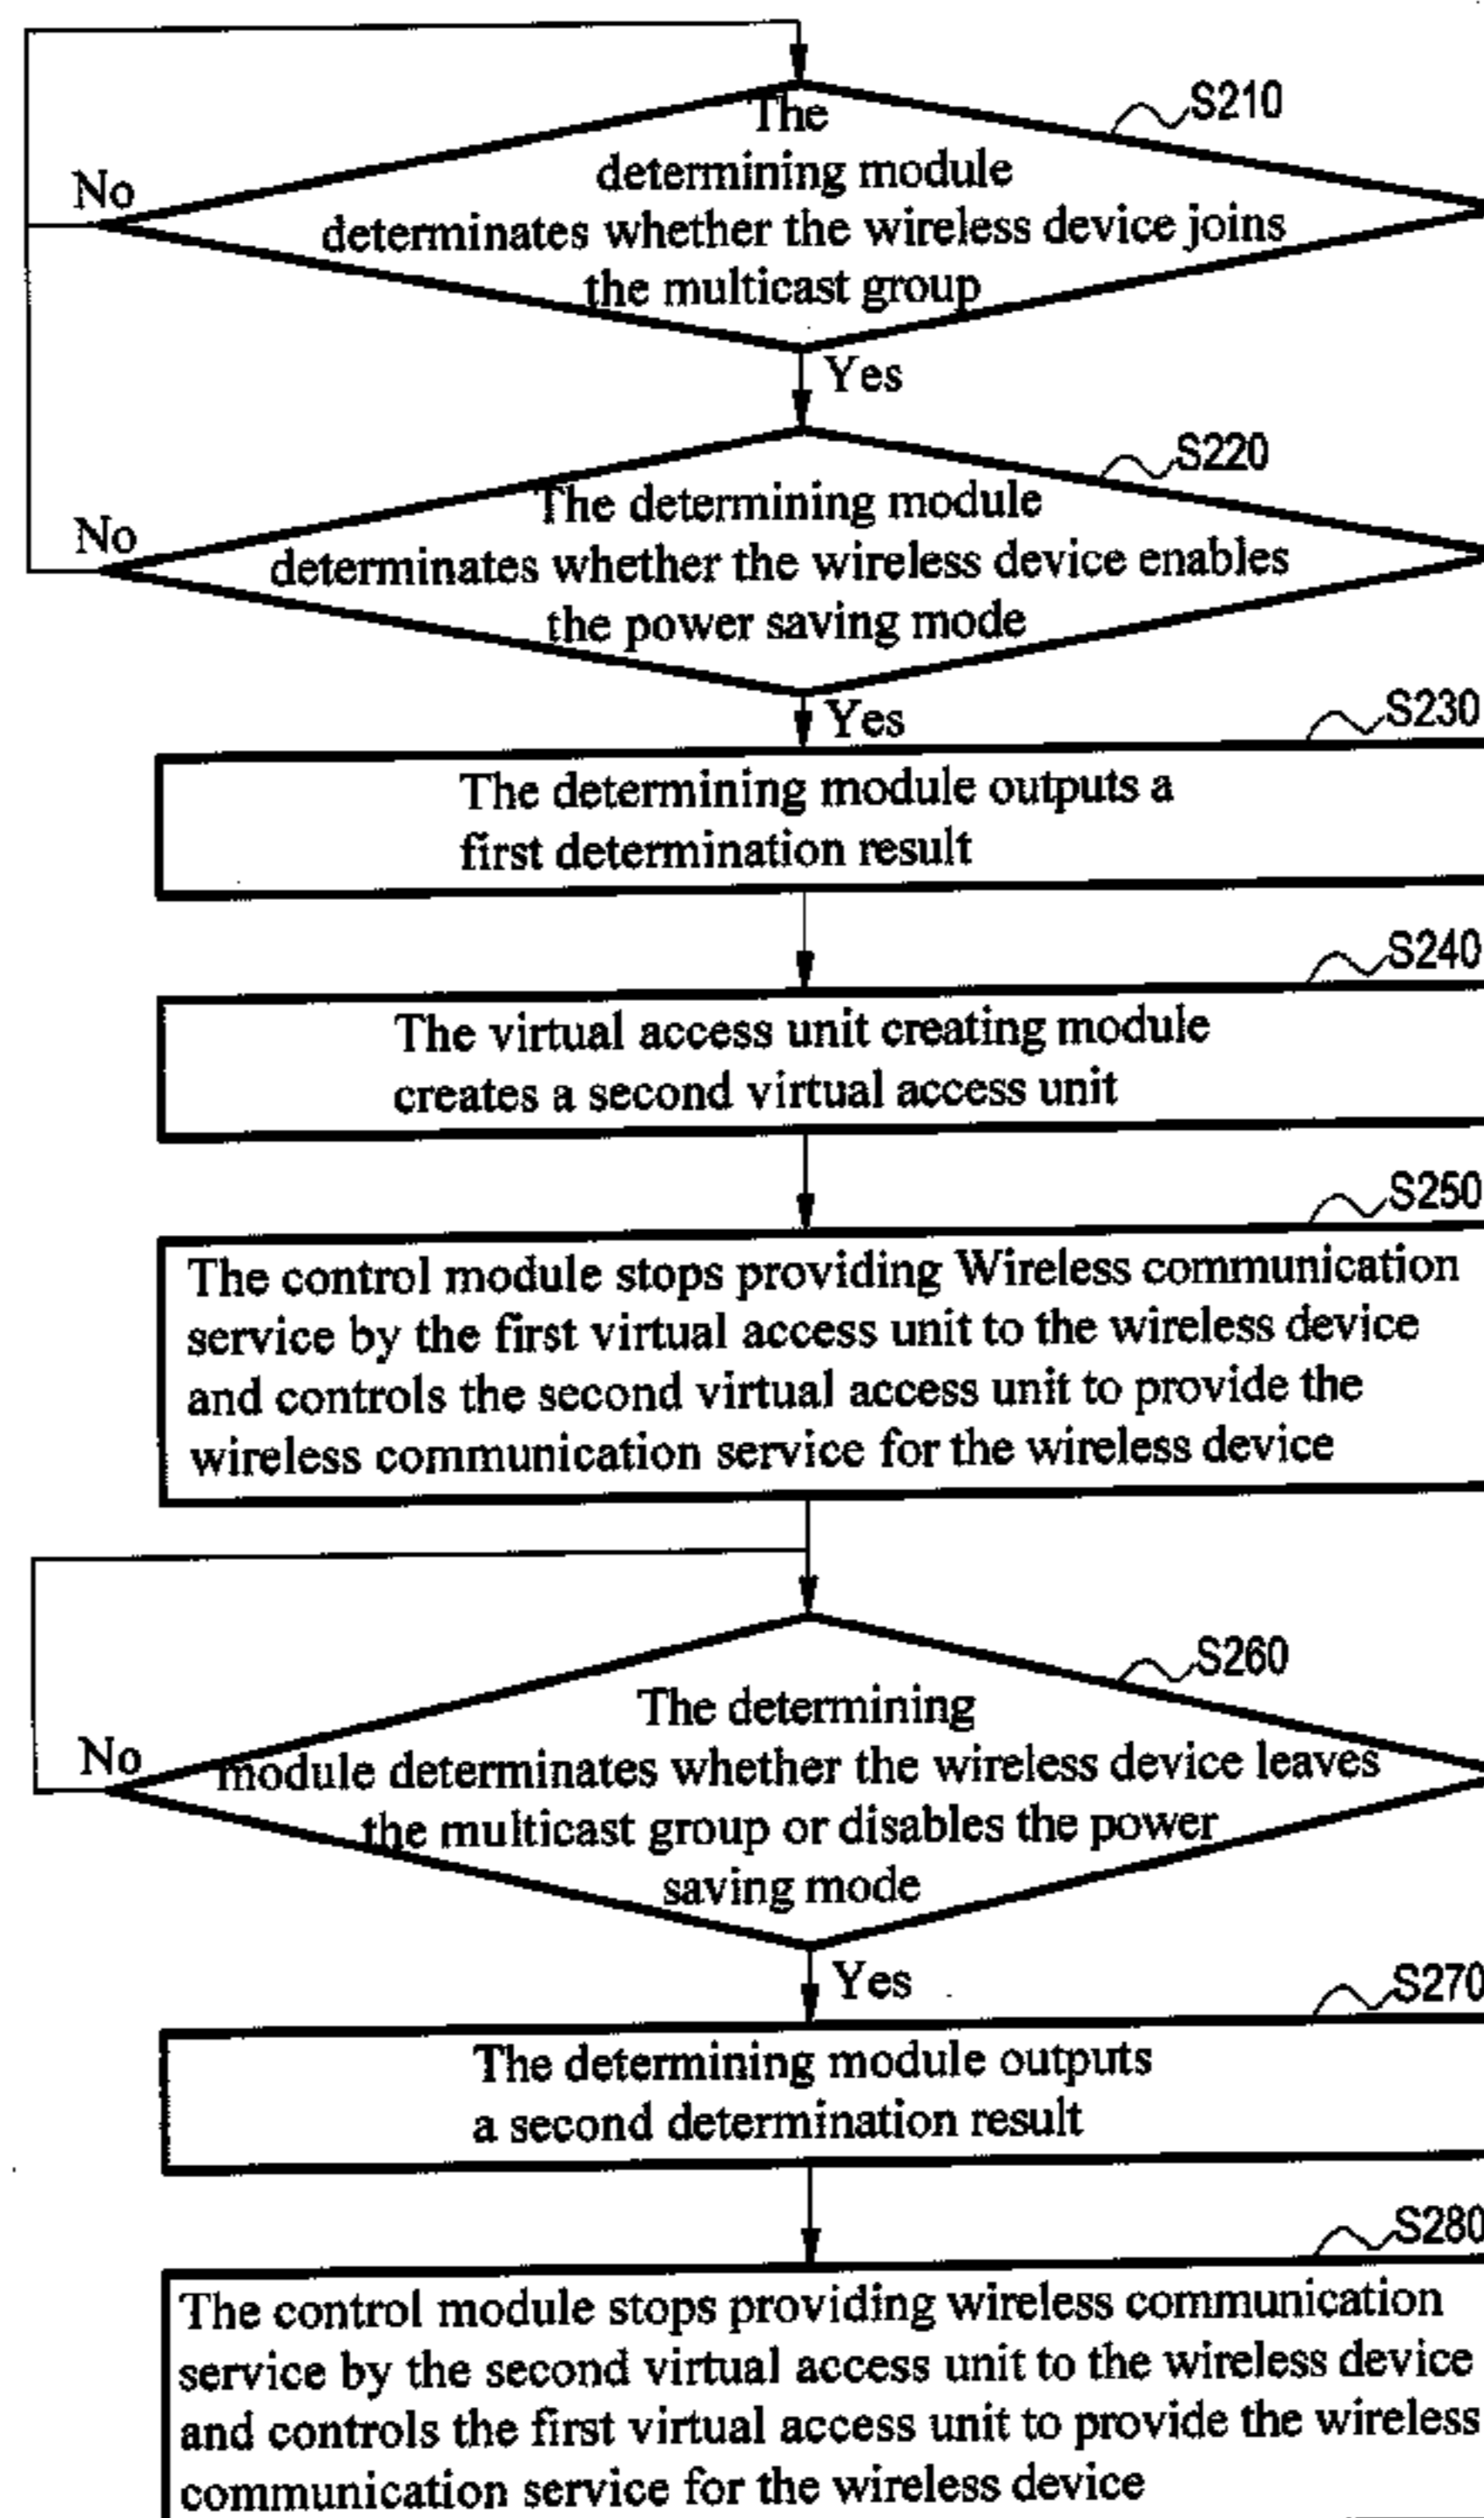 S210
The
determining module
determinates whether the wireless device joins
the multicast group
No
Yes
S220
The determining module
determinates whether the wireless device enables
the power saving mode
No
Yes
S230
The determining module outputs a
first determination result
S240
The virtual access unit creating module
creates a second virtual access unit
S250
The control module stops providing Wireless communication
service by the first virtual access unit to the wireless device
and controls the second virtual access unit to provide the
wireless communication service for the wireless device
S260
The determining
module determinates whether the wireless device leaves
the multicast group or disables the power
saving mode
No
Yes
S270
The determining module outputs
a second determination result
S280
The control module stops providing wireless communication
service by the second virtual access unit to the wireless device
and controls the first virtual access unit to provide the wireless
communication service for the wireless device